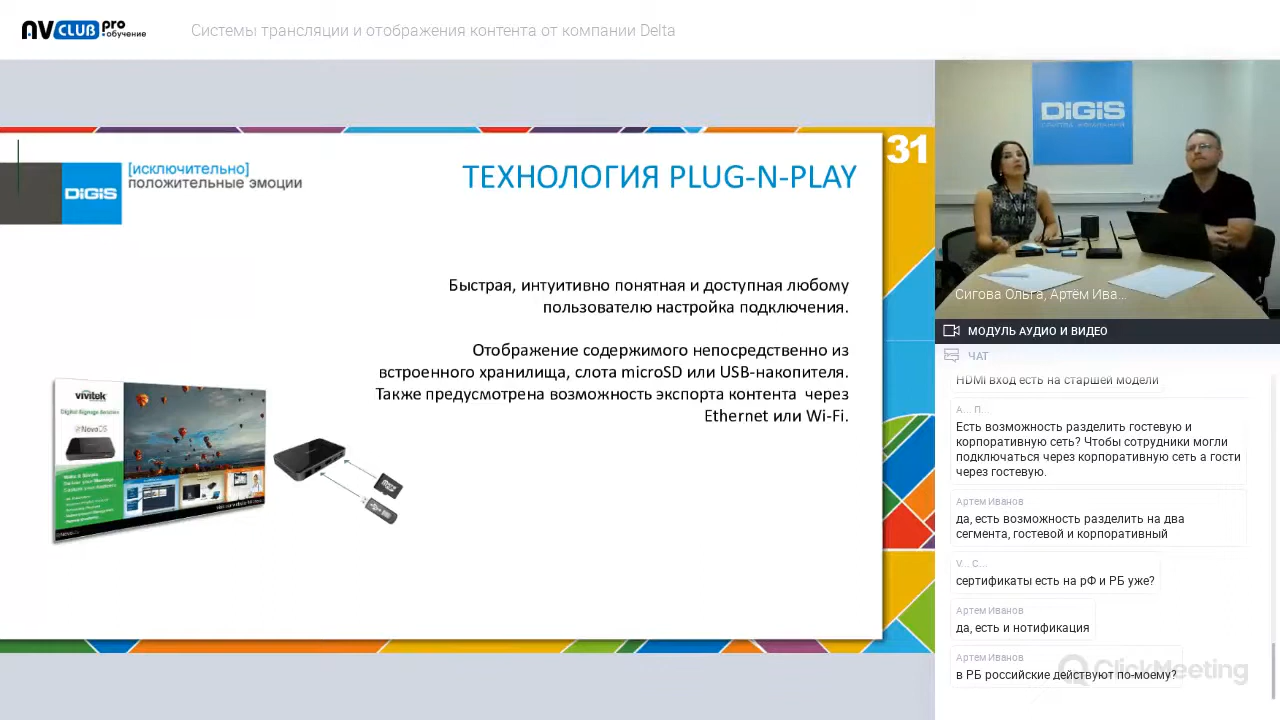 AVCLUB pro
•обучение
Системы трансляции и отображения контента от компании Delta
31
DIGIS
[исключительно]
положительные эмоции
ТЕХНОЛОГИЯ PLUG-N-PLAY
Быстрая, интуитивно понятная и доступная любому
пользователю настройка подключения.
Отображение содержимого непосредственно из
встроенного хранилища, слота microSD или USB-накопителя.
Также предусмотрена возможность экспорта контента через
Ethernet или Wi-Fi.
vivitek
Digital Signage Services
NovoDS
DIGIS
Сигова Ольга, Артём Ива...
МОДУЛЬ АУДИО И ВИДЕО
ЧАТ
HDMI вход есть на старшей модели
А... П...
Есть возможность разделить гостевую и
корпоративную сеть? Чтобы сотрудники могли
подключаться через корпоративную сеть а гости
через гостевую.
Артем Иванов
да, есть возможность разделить на два
сегмента, гостевой и корпоративный
V... C...
сертификаты есть на рФ и РБ уже?
Артем Иванов
да, есть и нотификация
Артем Иванов
в РБ российские действуют по-моему?
ClickMeeting